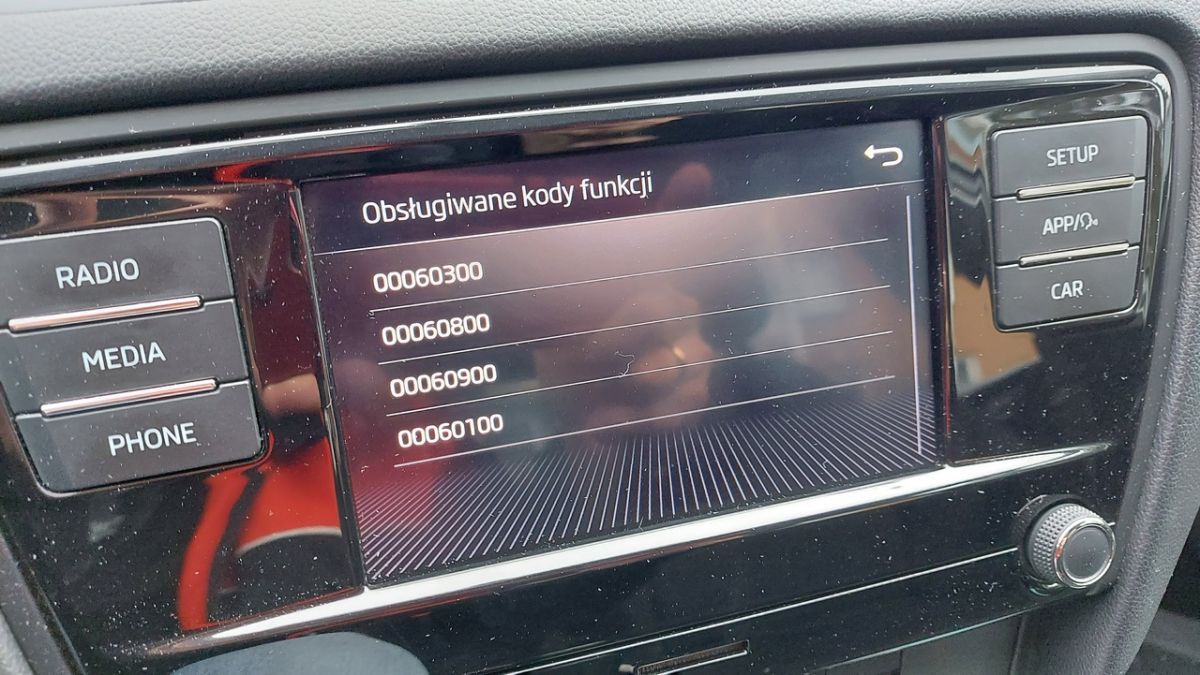 Obsługiwane kody funkcji
00060300
00060800
00060900
00060100
RADIO
MEDIA
PHONE
SETUP
APP/
CAR